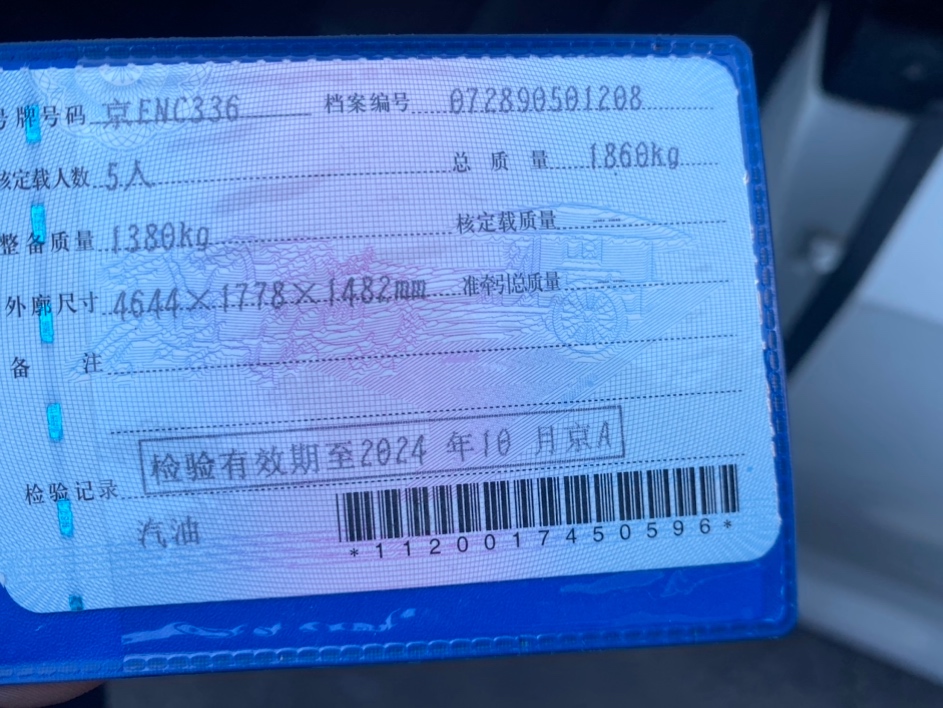 号牌号码 京ENC336 档案编号 072890501208
核定载人数 5人 总质量 1860kg
整备质量 1380kg 核定载质量 --
外廓尺寸 4644×1778×1482mm 准牵引总质量 --
备注
检验有效期至2024年10月京A
检验记录
汽油
*1120017450596*